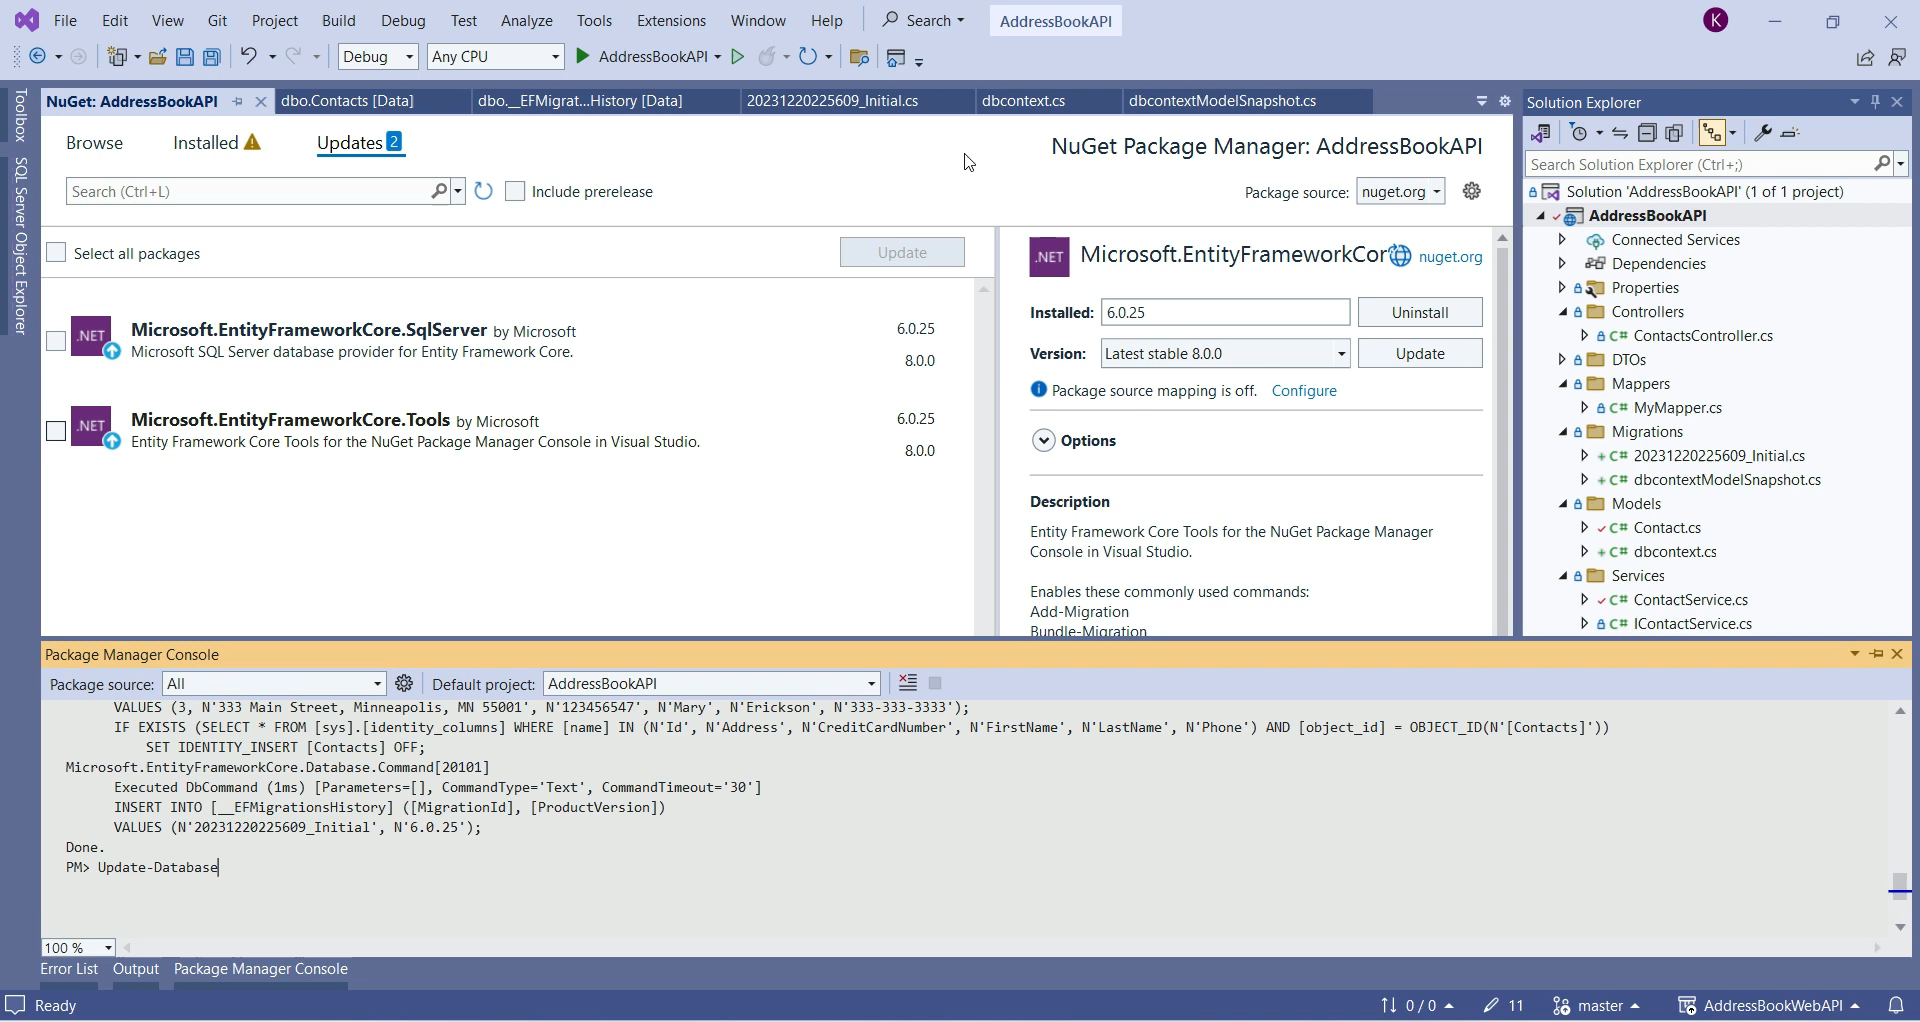 File Edit View Git Project Build Debug Test Analyze Tools Extensions Window Help Search AddressBookAPI K
Debug Any CPU AddressBookAPI
NuGet: AddressBookAPI dbo.Contacts [Data] dbo.__EFMigrat...History [Data] 20231220225609_Initial.cs dbcontext.cs dbcontextModelSnapshot.cs
Toolbox
SQL Server Object Explorer
Browse Installed Updates 2
NuGet Package Manager: AddressBookAPI
Search (Ctrl+L) Include prerelease
Package source: nuget.org
Select all packages Update
.NET Microsoft.EntityFrameworkCore.SqlServer by Microsoft 6.0.25
Microsoft SQL Server database provider for Entity Framework Core. 8.0.0
.NET Microsoft.EntityFrameworkCore.Tools by Microsoft 6.0.25
Entity Framework Core Tools for the NuGet Package Manager Console in Visual Studio. 8.0.0
.NET Microsoft.EntityFrameworkCor nuget.org
Installed: 6.0.25 Uninstall
Version: Latest stable 8.0.0 Update
Package source mapping is off. Configure
Options
Description
Entity Framework Core Tools for the NuGet Package Manager
Console in Visual Studio.
Enables these commonly used commands:
Add-Migration
Bundle-Migration
Solution Explorer
Search Solution Explorer (Ctrl+;)
Solution 'AddressBookAPI' (1 of 1 project)
AddressBookAPI
Connected Services
Dependencies
Properties
Controllers
C# ContactsController.cs
DTOs
Mappers
C# MyMapper.cs
Migrations
+ C# 20231220225609_Initial.cs
+ C# dbcontextModelSnapshot.cs
Models
C# Contact.cs
+ C# dbcontext.cs
Services
C# ContactService.cs
C# IContactService.cs
Package Manager Console
Package source: All Default project: AddressBookAPI
VALUES (3, N'333 Main Street, Minneapolis, MN 55001', N'123456547', N'Mary', N'Erickson', N'333-333-3333');
IF EXISTS (SELECT * FROM [sys].[identity_columns] WHERE [name] IN (N'Id', N'Address', N'CreditCardNumber', N'FirstName', N'LastName', N'Phone') AND [object_id] = OBJECT_ID(N'[Contacts]'))
SET IDENTITY_INSERT [Contacts] OFF;
Microsoft.EntityFrameworkCore.Database.Command[20101]
Executed DbCommand (1ms) [Parameters=[], CommandType='Text', CommandTimeout='30']
INSERT INTO [__EFMigrationsHistory] ([MigrationId], [ProductVersion])
VALUES (N'20231220225609_Initial', N'6.0.25');
Done.
PM> Update-Database
100 %
Error List Output Package Manager Console
Ready 0 / 0 11 master AddressBookWebAPI